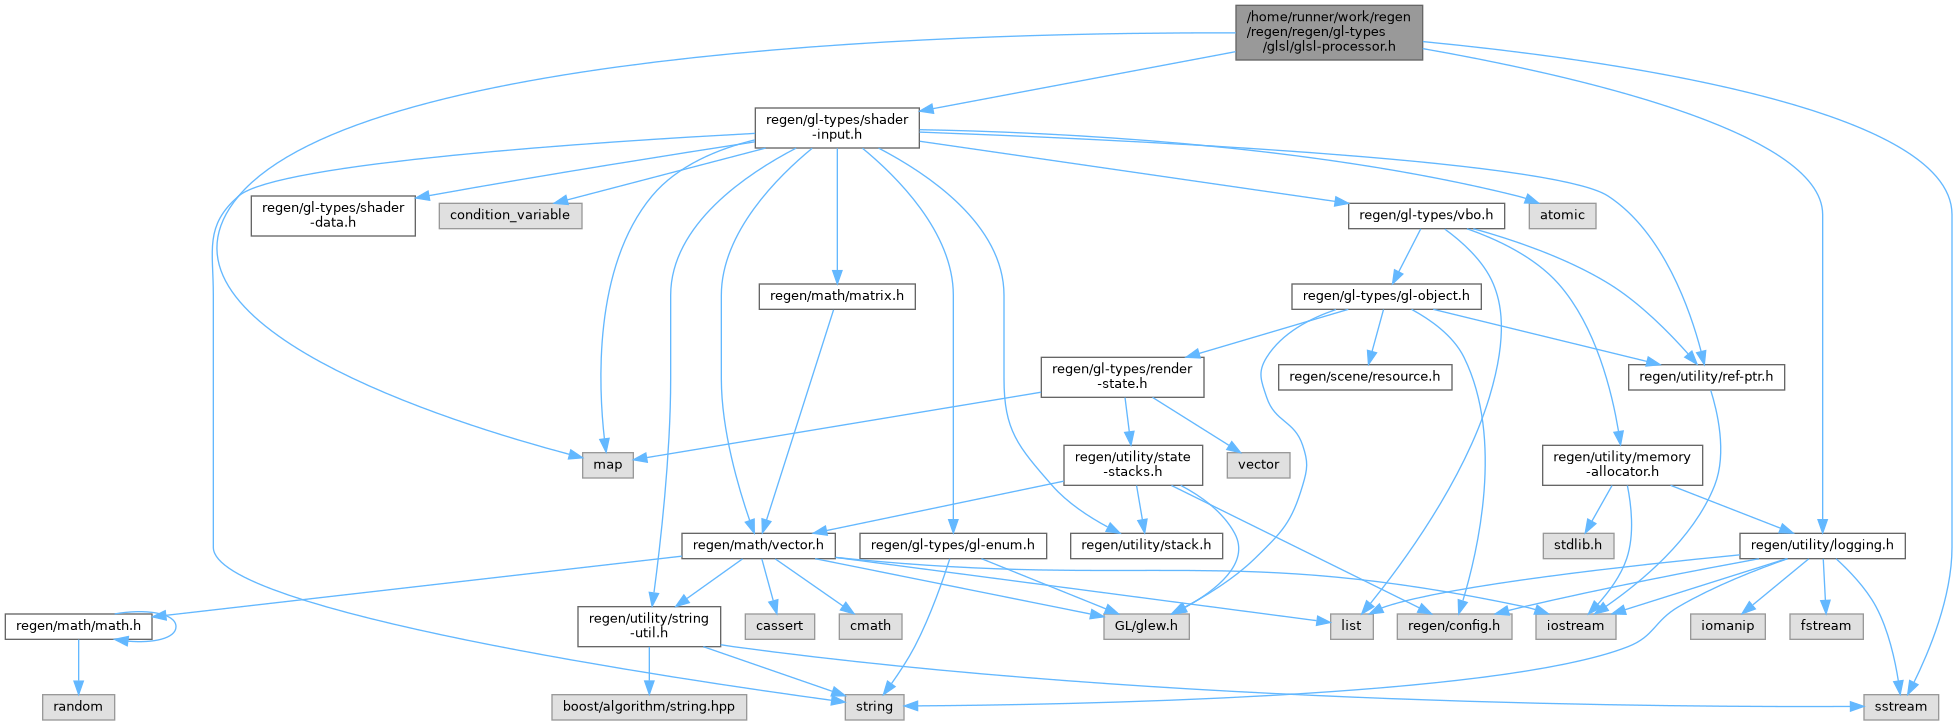 /home/runner/work/regen
/regen/regen/gl-types
/glsl/glsl-processor.h
regen/gl-types/shader
-input.h
regen/gl-types/shader
-data.h
condition_variable
regen/gl-types/vbo.h
atomic
regen/math/matrix.h
regen/gl-types/gl-object.h
regen/gl-types/render
-state.h
regen/scene/resource.h
regen/utility/ref-ptr.h
map
regen/utility/state
-stacks.h
vector
regen/utility/memory
-allocator.h
regen/math/vector.h
regen/gl-types/gl-enum.h
regen/utility/stack.h
stdlib.h
regen/utility/logging.h
regen/math/math.h
regen/utility/string
-util.h
cassert
cmath
GL/glew.h
list
regen/config.h
iostream
iomanip
fstream
random
boost/algorithm/string.hpp
string
sstream